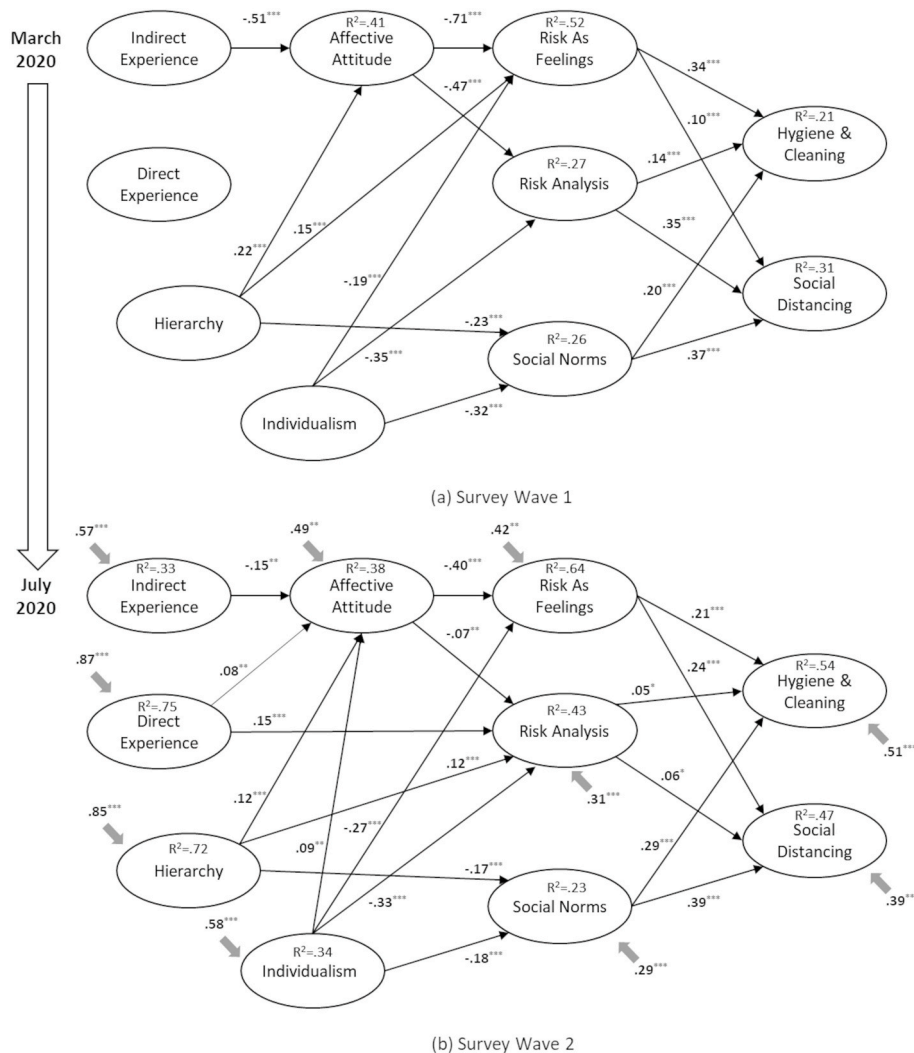 March
2020
Indirect
Experience
-.51***
R²=.41
Affective
Attitude
-.71***
R²=.52
Risk As
Feelings
-.47***
.34***
.10***
R²=.21
Hygiene &
Cleaning
Direct
Experience
R²=.27
Risk Analysis
.14***
.22***
.15***
-.19***
.35***
R²=.31
Social
Distancing
.20***
Hierarchy
-.23***
-.35***
R²=.26
Social Norms
.37***
Individualism
-.32***
(a) Survey Wave 1
July
2020
.57***
R²=.33
Indirect
Experience
-.15**
.49**
R²=.38
Affective
Attitude
-.40***
.42**
R²=.64
Risk As
Feelings
.21***
.24***
-.07**
.87***
.08**
R²=.75
Direct
Experience
.15***
R²=.43
Risk Analysis
.05*
R²=.54
Hygiene &
Cleaning
.51***
.31***
.06*
.12***
.12***
.85***
R²=.72
Hierarchy
.09**
-.27***
-.33***
-.17***
R²=.23
Social Norms
.29***
.39***
R²=.47
Social
Distancing
.39***
.58***
R²=.34
Individualism
-.18***
.29***
(b) Survey Wave 2